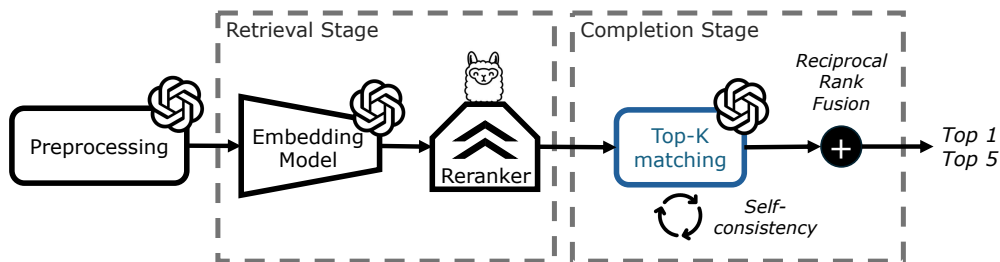 Retrieval Stage
Completion Stage
Preprocessing
Embedding
Model
Reranker
Top-K
matching
Self-
consistency
Reciprocal
Rank
Fusion
+
Top 1
Top 5